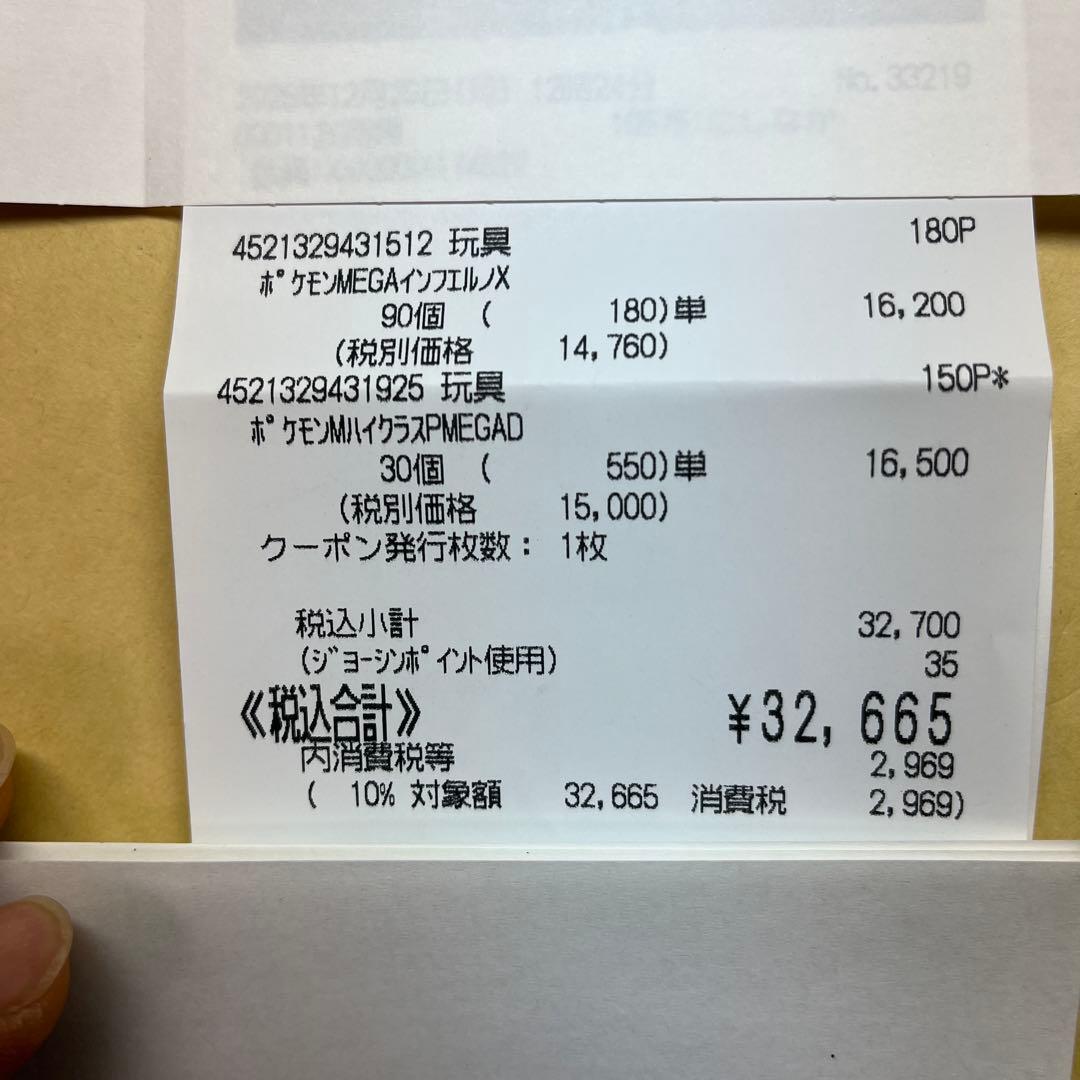 No.33219
4521329431512 玩具 180P
ポケモンMEGAインフエルノX
90個 ( 180)単 16,200
(税別価格 14,760)
4521329431925 玩具 150P*
ポケモンMハイクラスPMEGAD
30個 ( 550)単 16,500
(税別価格 15,000)
クーポン発行枚数: 1枚
税込小計 32,700
(ジョーシンポイント使用) 35
《税込合計》 ¥32,665
内消費税等 2,969
( 10% 対象額 32,665 消費税 2,969)